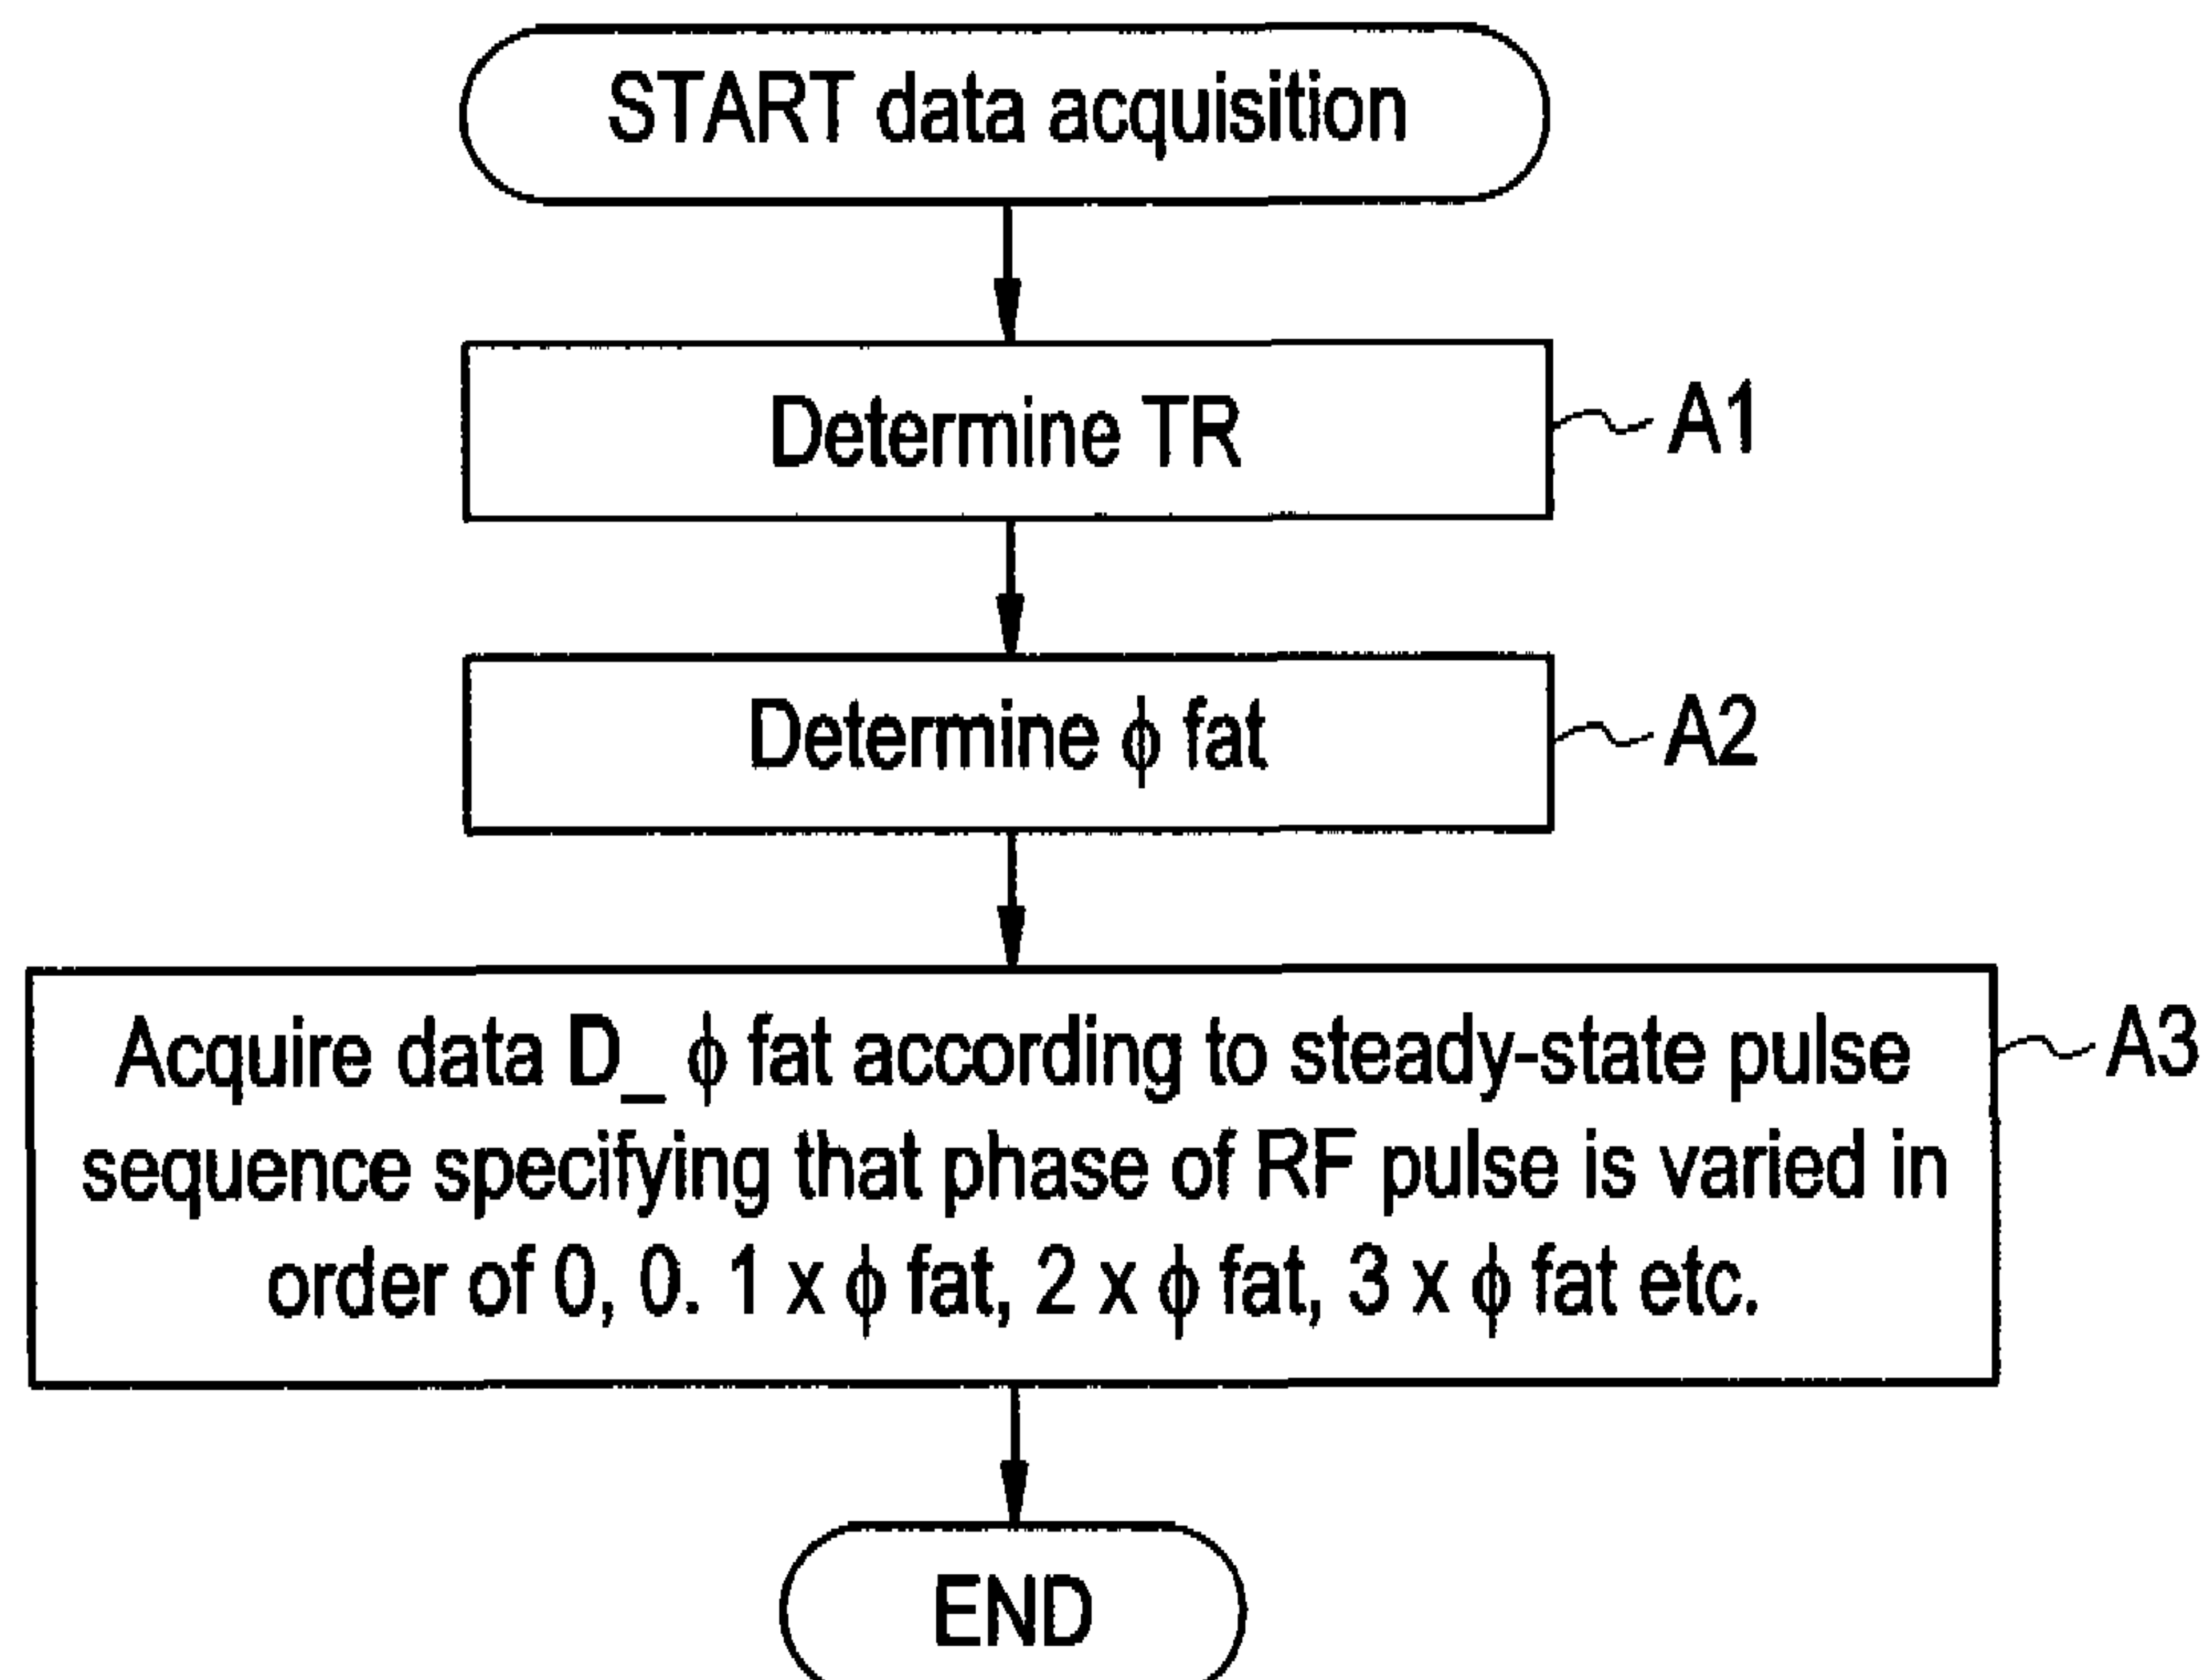 START data acquisition
Determine TR
A1
Determine ϕ fat
A2
Acquire data D_ ϕ fat according to steady-state pulse
A3
sequence specifying that phase of RF pulse is varied in
order of 0, 0. 1 x ϕ fat, 2 x ϕ fat, 3 x ϕ fat etc.
END